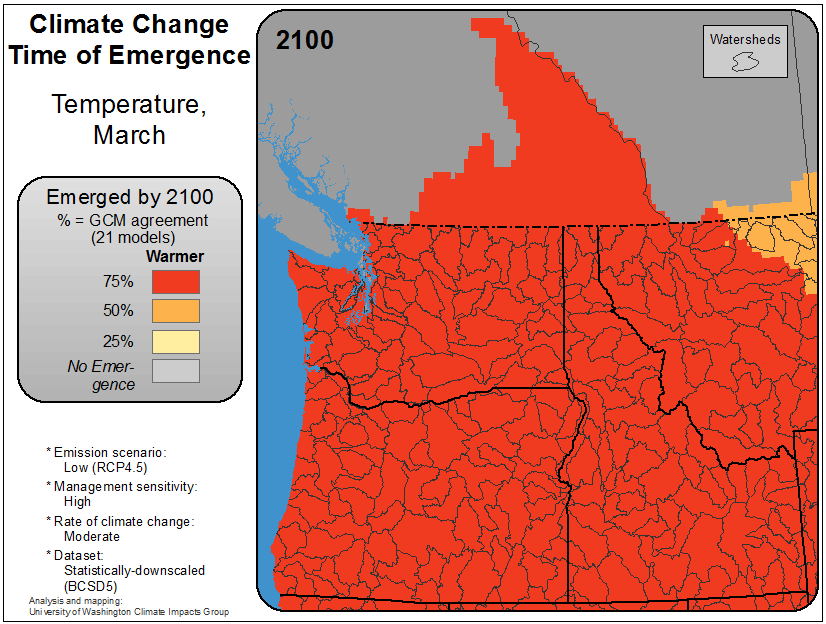 Climate Change
Time of Emergence
Temperature,
March
Emerged by 2100
% = GCM agreement
(21 models)
Warmer
75%
50%
25%
No Emer-
gence
* Emission scenario:
Low (RCP4.5)
* Management sensitivity:
High
* Rate of climate change:
Moderate
* Dataset:
Statistically-downscaled
(BCSD5)
Analysis and mapping:
University of Washington Climate Impacts Group
2100
Watersheds